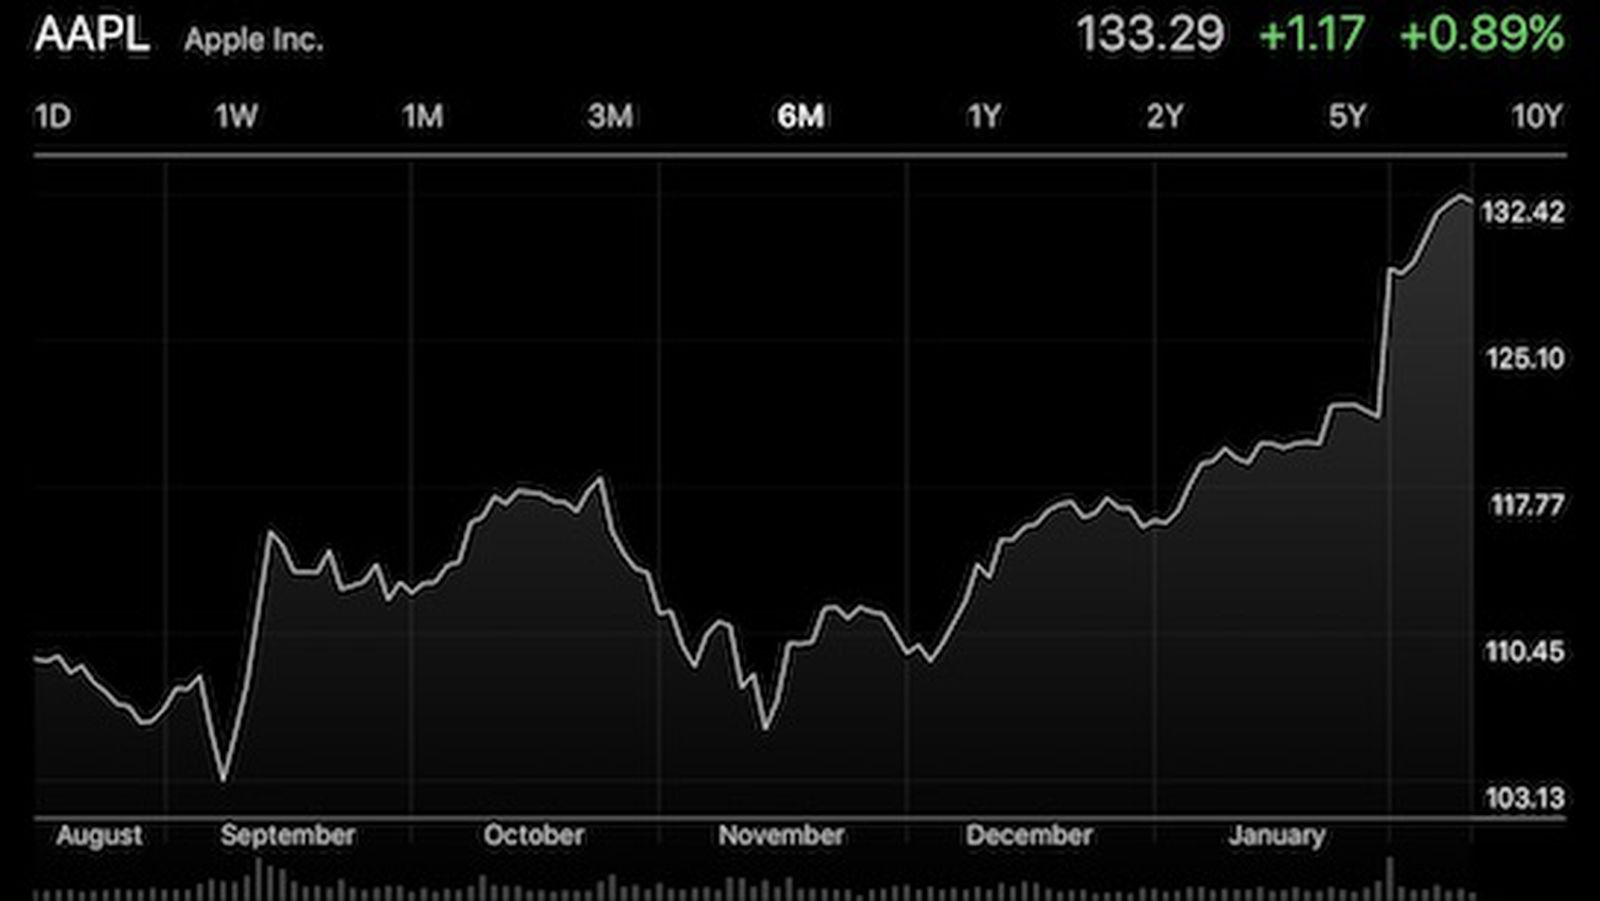 AAPL Apple Inc. 133.29 +1.17 +0.89%
1D 1W 1M 3M 6M 1Y 2Y 5Y 10Y
132.42
125.10
117.77
110.45
103.13
August September October November December January